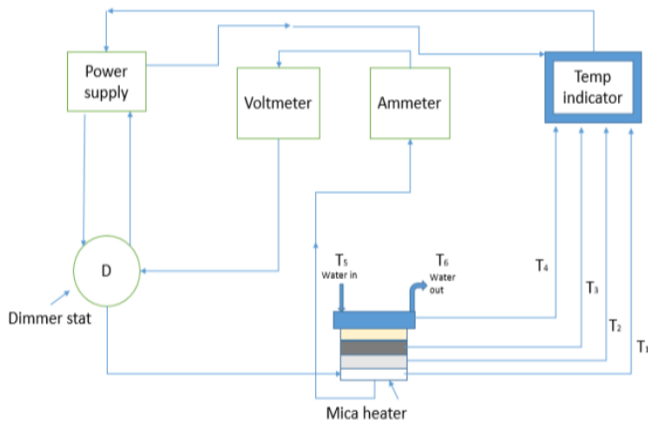 Power
supply
Voltmeter
Ammeter
Temp
indicator
D
Dimmer stat
T5
Water in
T6
Water
out
T4
T3
T2
T1
Mica heater